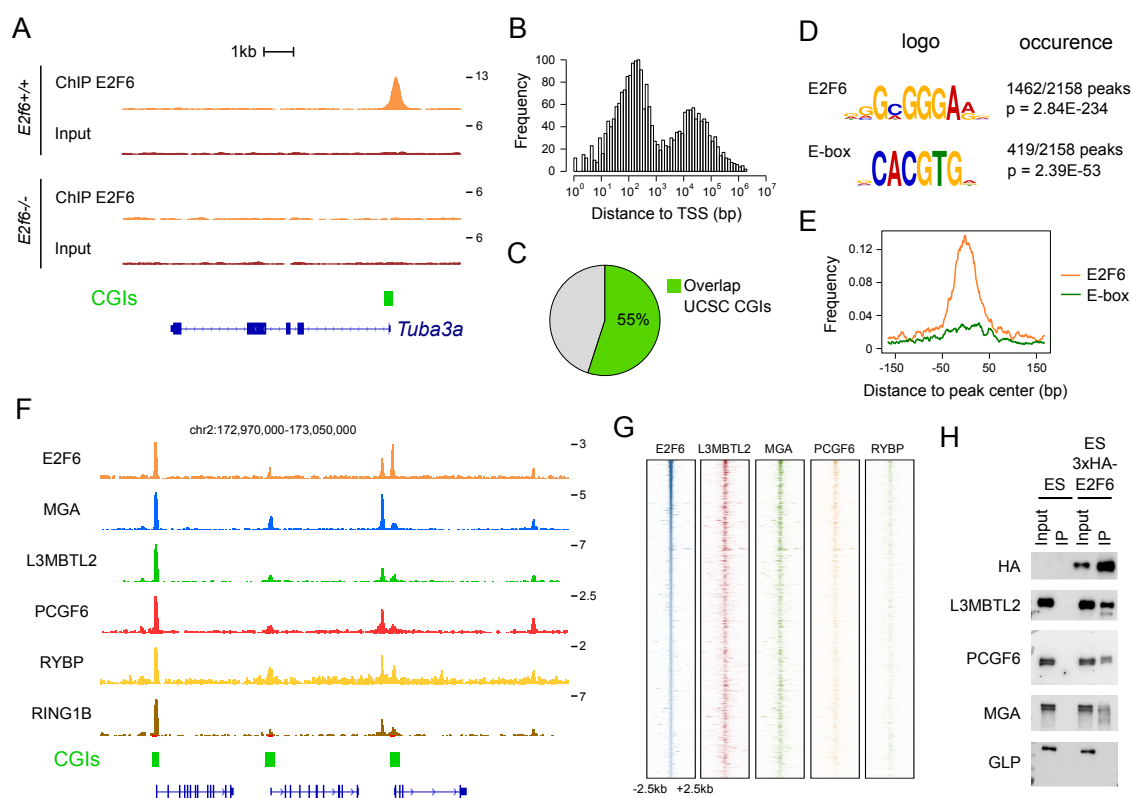 A
1kb
E2f6+/+
ChIP E2F6
13
Input
6
E2f6-/-
ChIP E2F6
6
Input
6
CGIs
Tuba3a
B
Frequency
100
80
60
40
20
0
10^0 10^1 10^2 10^3 10^4 10^5 10^6 10^7
Distance to TSS (bp)
C
55%
Overlap
UCSC CGIs
D
logo
occurence
E2F6
GCGGGAA
1462/2158 peaks
p = 2.84E-234
E-box
CACGTG
419/2158 peaks
p = 2.39E-53
E
Frequency
0.12
0.08
0.04
0
-150 -50 50 150
Distance to peak center (bp)
E2F6
E-box
F
chr2:172,970,000-173,050,000
E2F6
3
MGA
5
L3MBTL2
7
PCGF6
2.5
RYBP
2
RING1B
7
CGIs
G
E2F6 L3MBTL2 MGA PCGF6 RYBP
-2.5kb +2.5kb
H
ES
ES
3xHA-
E2F6
Input IP Input IP
HA
L3MBTL2
PCGF6
MGA
GLP